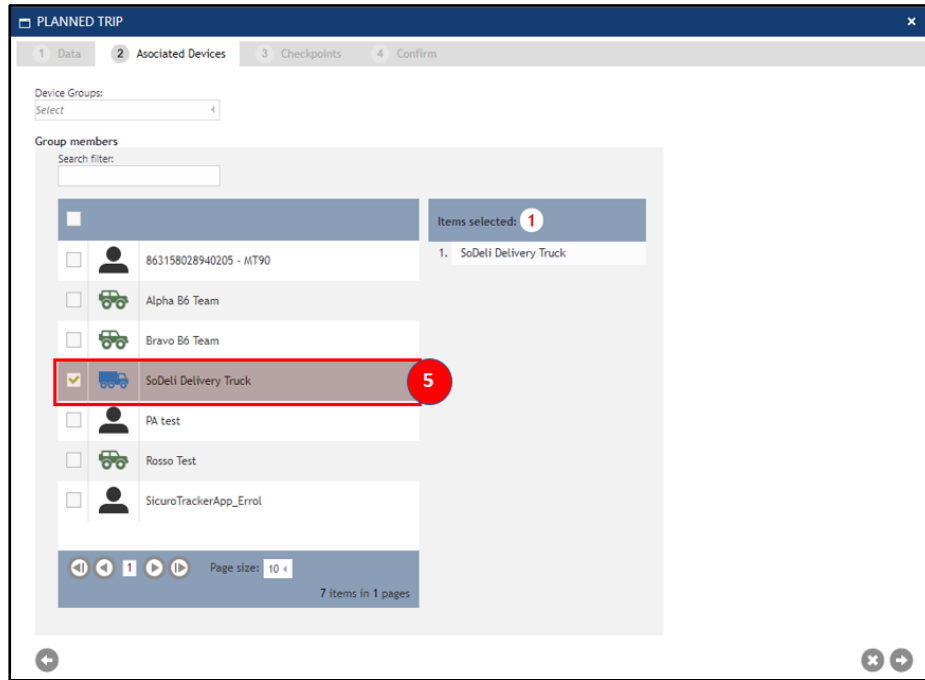 PLANNED TRIP
1 Data 2 Asociated Devices 3 Checkpoints 4 Confirm
Device Groups:
Select
Group members
Search filter:
Items selected: 1
1. SoDeli Delivery Truck
863158028940205 - MT90
Alpha B6 Team
Bravo B6 Team
SoDeli Delivery Truck 5
PA test
Rosso Test
SicuroTrackerApp_Errol
1 Page size: 10
7 items in 1 pages